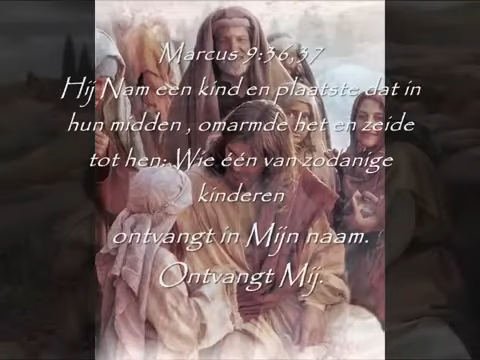 Marcus 9:36,37
Hij Nam een kind en plaatste dat in
hun midden , omarmde het en zeide
tot hen: Wie één van zodanige
kinderen
ontvangt in Mijn naam.
Ontvangt Mij.